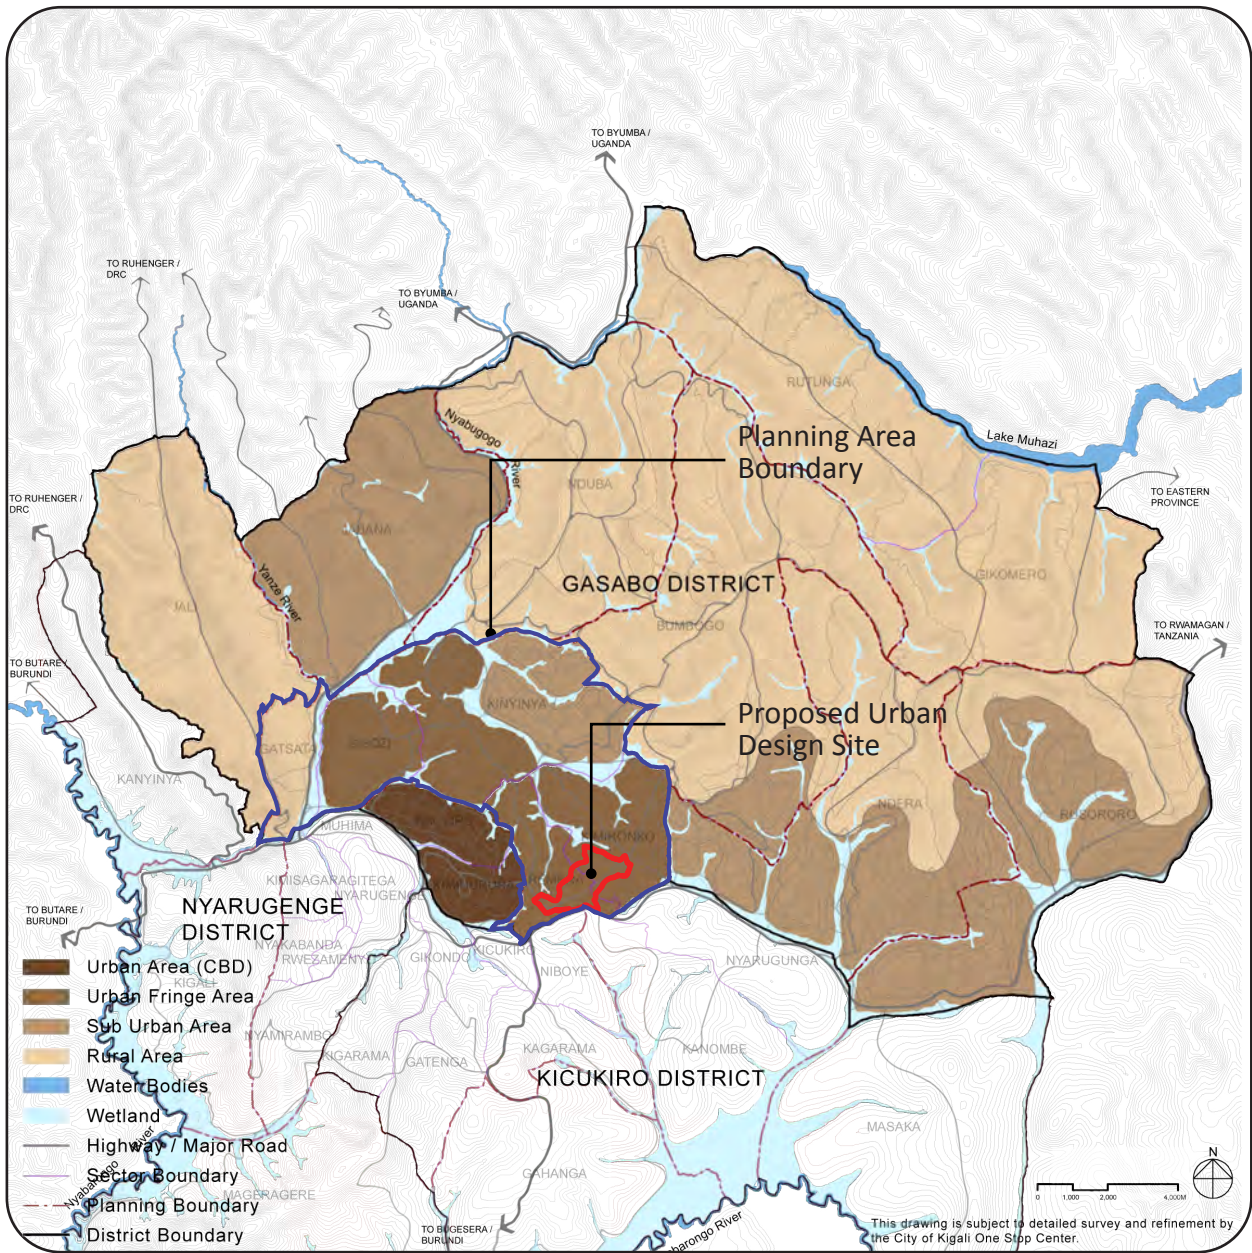 TO BYUMBA /
UGANDA
TO RUHENGER /
DRC
TO BYUMBA /
UGANDA
RUTUNGA
Nyabugogo
River
Planning Area
Boundary
Lake Muhazi
TO RUHENGER /
DRC
NDUBA
TO EASTERN
PROVINCE
JABANA
Yanze River
GASABO DISTRICT
GIKOMERO
JALI
BUMBOGO
TO RWAMAGAN /
TANZANIA
TO BUTARE /
BURUNDI
KINYINYA
Proposed Urban
Design Site
GATSATA
KANYINYA
NDERA
RUSORORO
MUHIMA
KIMISAGARA
GITEGA
NYARUGENGE
NYARUGENGE
DISTRICT
TO BUTARE /
BURUNDI
NYAKABANDA
RWEZAMENYO
GIKONDO
KICUKIRO
NIBOYE
NYARUGUNGA
KIGALI
Urban Area (CBD)
Urban Fringe Area
Sub Urban Area
Rural Area
Water Bodies
Wetland
Highway / Major Road
Sector Boundary
Planning Boundary
District Boundary
NYAMIRAMBO
KIGARAMA
GATENGA
KAGARAMA
KANOMBE
KICUKIRO DISTRICT
MASAKA
GAHANGA
MAGERAGERE
Nyabarongo River
TO BUGESERA /
BURUNDI
barongo River
N
0 1,000 2,000 4,000M
This drawing is subject to detailed survey and refinement by
the City of Kigali One Stop Center.